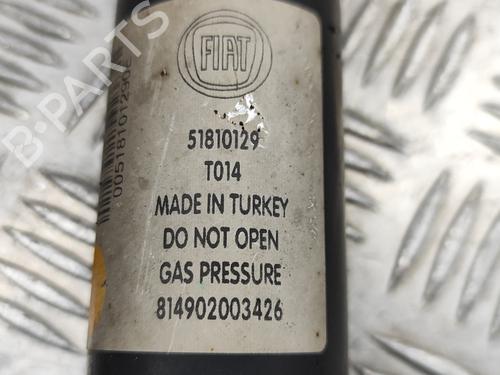 B-PARTS
FIAT
51810129
T014
MADE IN TURKEY
DO NOT OPEN
GAS PRESSURE
814902003426